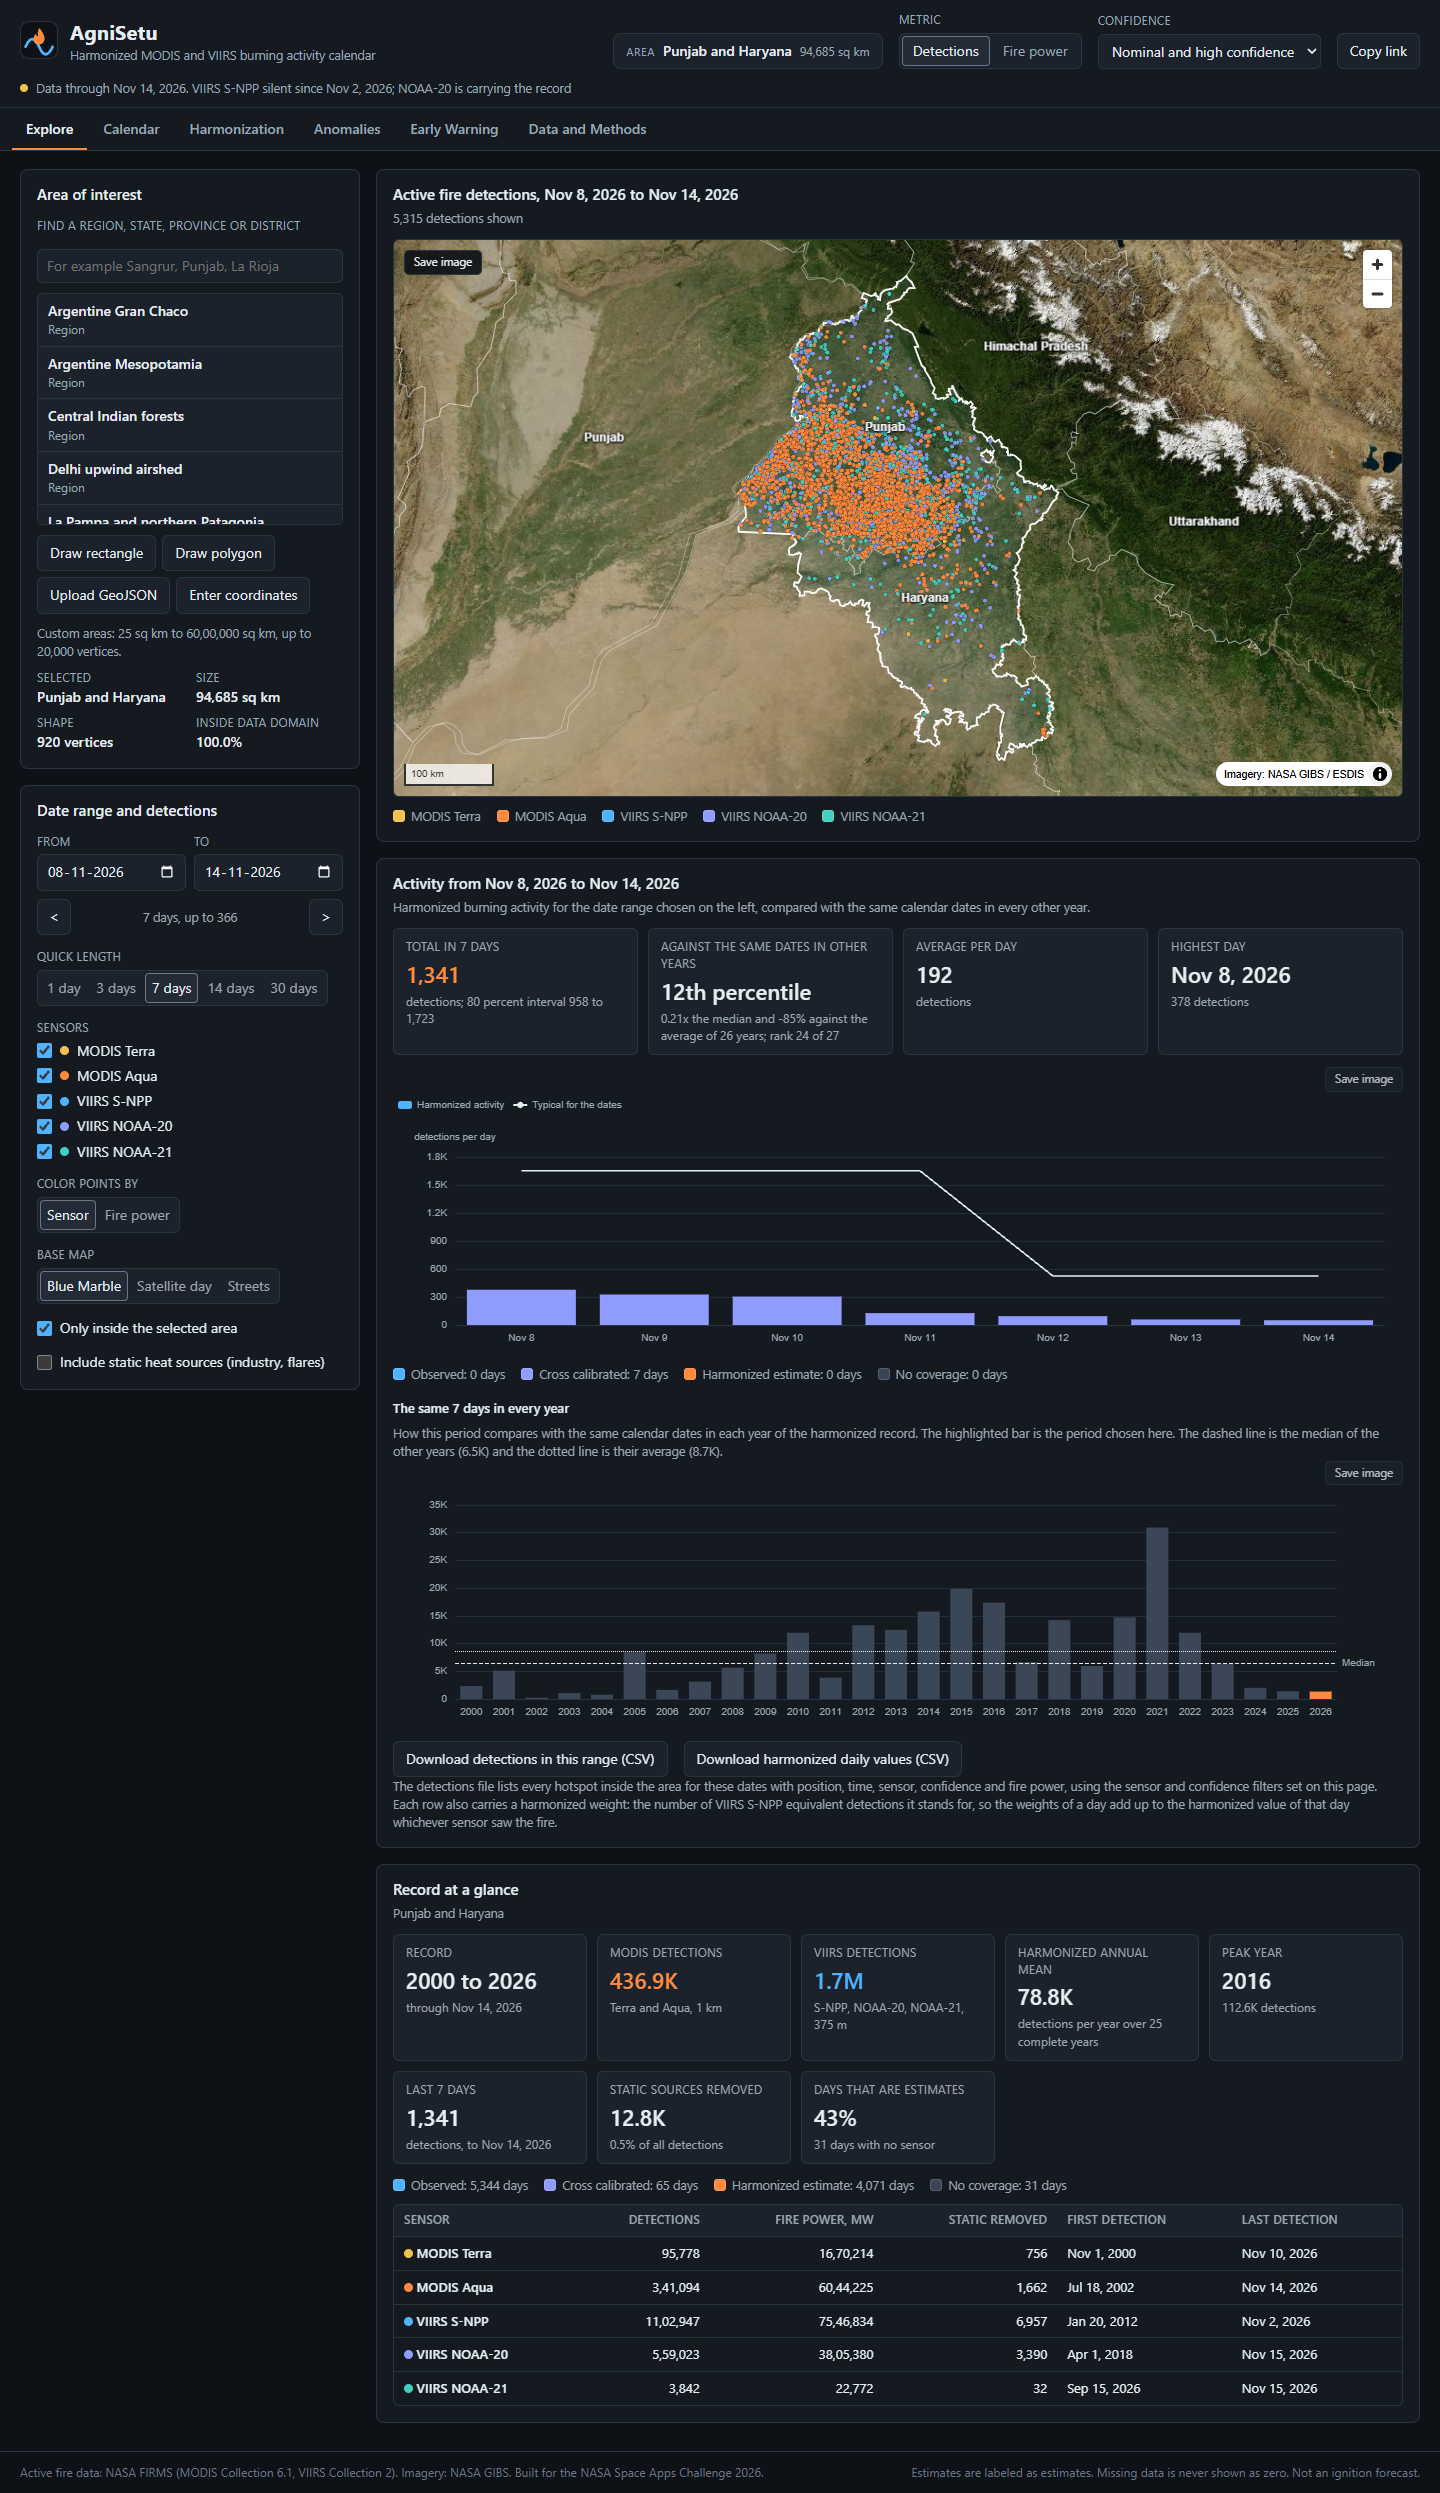 AgniSetu
Harmonized MODIS and VIIRS burning activity calendar
AREA Punjab and Haryana 94,685 sq km
METRIC
Detections Fire power
CONFIDENCE
Nominal and high confidence
Copy link
Data through Nov 14, 2026. VIIRS S-NPP silent since Nov 2, 2026; NOAA-20 is carrying the record
Explore Calendar Harmonization Anomalies Early Warning Data and Methods
Area of interest
FIND A REGION, STATE, PROVINCE OR DISTRICT
For example Sangrur, Punjab, La Rioja
Argentine Gran Chaco
Region
Argentine Mesopotamia
Region
Central Indian forests
Region
Delhi upwind airshed
Region
La Pampa and northern Patagonia
Draw rectangle Draw polygon
Upload GeoJSON Enter coordinates
Custom areas: 25 sq km to 60,00,000 sq km, up to
20,000 vertices.
SELECTED SIZE
Punjab and Haryana 94,685 sq km
SHAPE INSIDE DATA DOMAIN
920 vertices 100.0%
Date range and detections
FROM TO
08-11-2026 14-11-2026
< 7 days, up to 366 >
QUICK LENGTH
1 day 3 days 7 days 14 days 30 days
SENSORS
MODIS Terra
MODIS Aqua
VIIRS S-NPP
VIIRS NOAA-20
VIIRS NOAA-21
COLOR POINTS BY
Sensor Fire power
BASE MAP
Blue Marble Satellite day Streets
Only inside the selected area
Include static heat sources (industry, flares)
Active fire detections, Nov 8, 2026 to Nov 14, 2026
5,315 detections shown
Save image
+
−
Himachal Pradesh
Punjab
Punjab
Uttarakhand
Haryana
100 km
Imagery: NASA GIBS / ESDIS
MODIS Terra MODIS Aqua VIIRS S-NPP VIIRS NOAA-20 VIIRS NOAA-21
Activity from Nov 8, 2026 to Nov 14, 2026
Harmonized burning activity for the date range chosen on the left, compared with the same calendar dates in every other year.
TOTAL IN 7 DAYS
1,341
detections; 80 percent interval 958 to
1,723
AGAINST THE SAME DATES IN OTHER
YEARS
12th percentile
0.21x the median and -85% against the
average of 26 years; rank 24 of 27
AVERAGE PER DAY
192
detections
HIGHEST DAY
Nov 8, 2026
378 detections
Save image
Harmonized activity Typical for the dates
detections per day
1.8K
1.5K
1.2K
900
600
300
0
Nov 8 Nov 9 Nov 10 Nov 11 Nov 12 Nov 13 Nov 14
Observed: 0 days Cross calibrated: 7 days Harmonized estimate: 0 days No coverage: 0 days
The same 7 days in every year
How this period compares with the same calendar dates in each year of the harmonized record. The highlighted bar is the period chosen here. The dashed line is the median of the
other years (6.5K) and the dotted line is their average (8.7K).
Save image
35K
30K
25K
20K
15K
10K
5K
0
Median
2000 2001 2002 2003 2004 2005 2006 2007 2008 2009 2010 2011 2012 2013 2014 2015 2016 2017 2018 2019 2020 2021 2022 2023 2024 2025 2026
Download detections in this range (CSV) Download harmonized daily values (CSV)
The detections file lists every hotspot inside the area for these dates with position, time, sensor, confidence and fire power, using the sensor and confidence filters set on this page.
Each row also carries a harmonized weight: the number of VIIRS S-NPP equivalent detections it stands for, so the weights of a day add up to the harmonized value of that day
whichever sensor saw the fire.
Record at a glance
Punjab and Haryana
RECORD
2000 to 2026
through Nov 14, 2026
MODIS DETECTIONS
436.9K
Terra and Aqua, 1 km
VIIRS DETECTIONS
1.7M
S-NPP, NOAA-20, NOAA-21,
375 m
HARMONIZED ANNUAL
MEAN
78.8K
detections per year over 25
complete years
PEAK YEAR
2016
112.6K detections
LAST 7 DAYS
1,341
detections, to Nov 14, 2026
STATIC SOURCES REMOVED
12.8K
0.5% of all detections
DAYS THAT ARE ESTIMATES
43%
31 days with no sensor
Observed: 5,344 days Cross calibrated: 65 days Harmonized estimate: 4,071 days No coverage: 31 days
SENSOR DETECTIONS FIRE POWER, MW STATIC REMOVED FIRST DETECTION LAST DETECTION
MODIS Terra 95,778 16,70,214 756 Nov 1, 2000 Nov 10, 2026
MODIS Aqua 3,41,094 60,44,225 1,662 Jul 18, 2002 Nov 14, 2026
VIIRS S-NPP 11,02,947 75,46,834 6,957 Jan 20, 2012 Nov 2, 2026
VIIRS NOAA-20 5,59,023 38,05,380 3,390 Apr 1, 2018 Nov 15, 2026
VIIRS NOAA-21 3,842 22,772 32 Sep 15, 2026 Nov 15, 2026
Active fire data: NASA FIRMS (MODIS Collection 6.1, VIIRS Collection 2). Imagery: NASA GIBS. Built for the NASA Space Apps Challenge 2026.
Estimates are labeled as estimates. Missing data is never shown as zero. Not an ignition forecast.